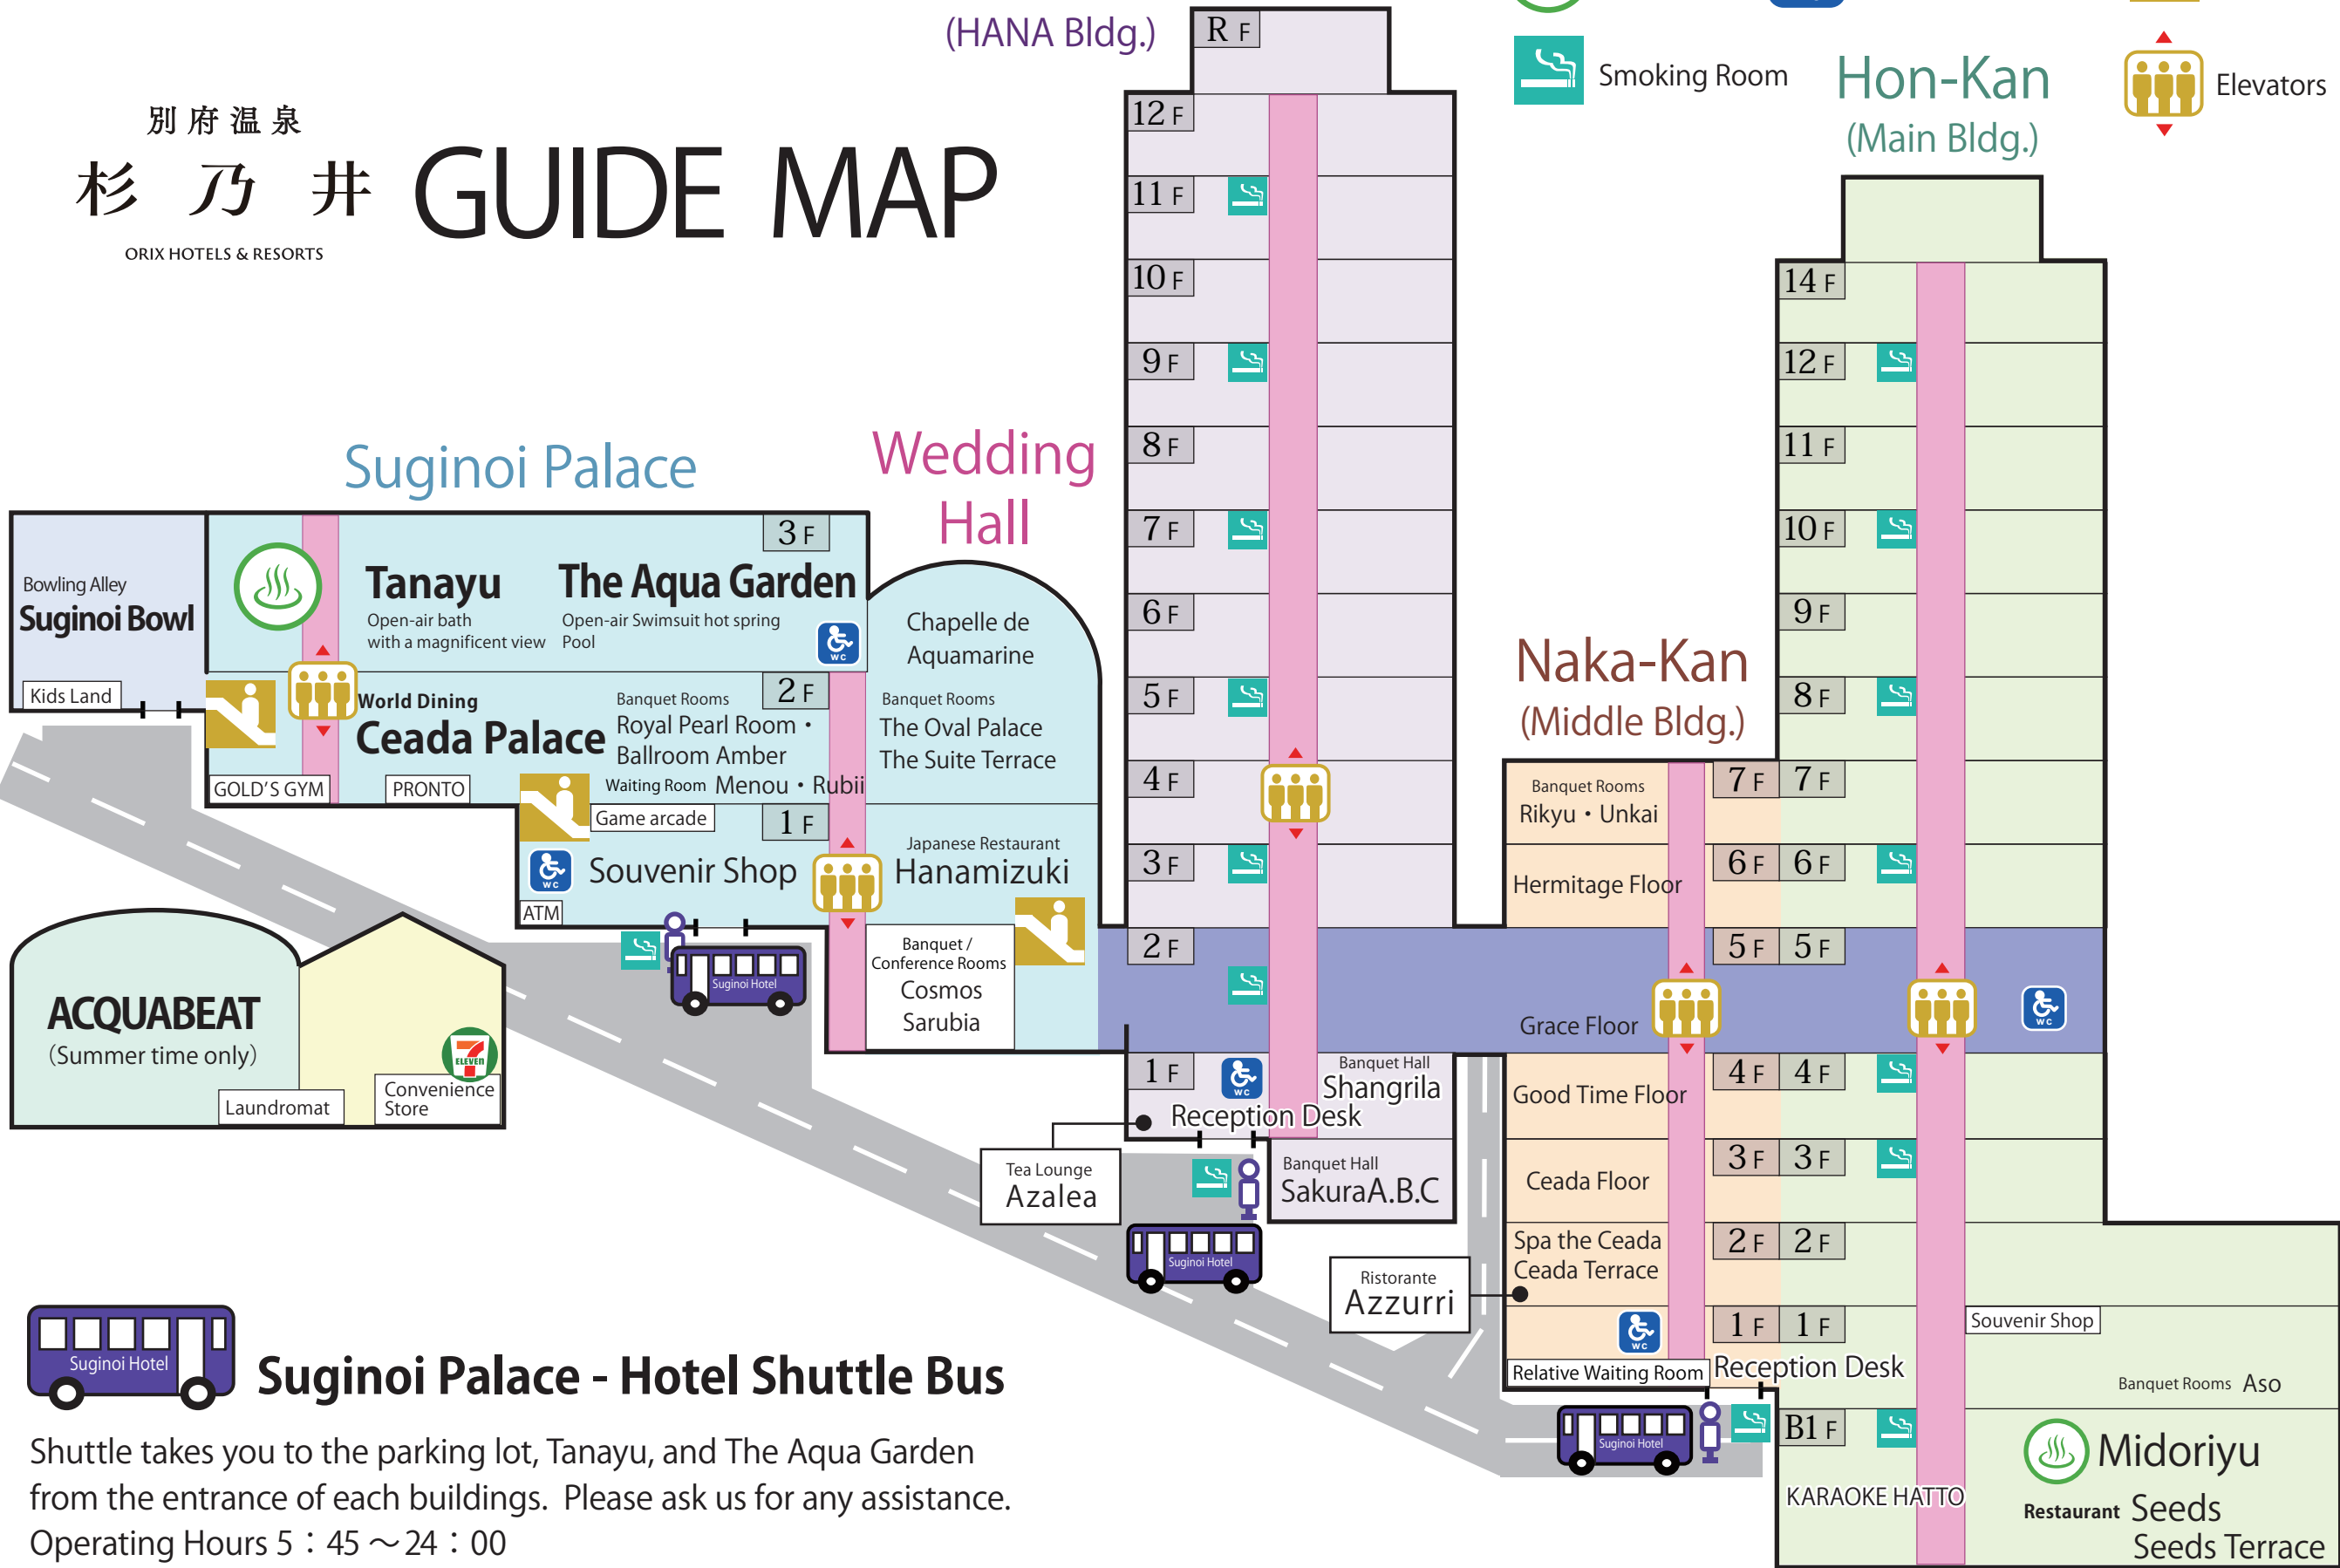 (HANA Bldg.)
別府温泉
杉乃井
ORIX HOTELS & RESORTS
GUIDE MAP
Smoking Room
Hon-Kan
(Main Bldg.)
Elevators
R F
12 F
11 F
10 F
9 F
8 F
7 F
6 F
5 F
4 F
3 F
2 F
1 F
Banquet Hall
Shangrila
Reception Desk
Banquet Hall
SakuraA.B.C
Tea Lounge
Azalea
Suginoi Palace
Bowling Alley
Suginoi Bowl
Kids Land
3 F
Tanayu
Open-air bath
with a magnificent view
The Aqua Garden
Open-air Swimsuit hot spring
Pool
WC
2 F
World Dining
Ceada Palace
Banquet Rooms
Royal Pearl Room・
Ballroom Amber
Waiting Room Menou・Rubii
GOLD'S GYM
PRONTO
Game arcade
1 F
WC
Souvenir Shop
ATM
Wedding
Hall
Chapelle de
Aquamarine
Banquet Rooms
The Oval Palace
The Suite Terrace
Japanese Restaurant
Hanamizuki
Banquet /
Conference Rooms
Cosmos
Sarubia
Suginoi Hotel
ACQUABEAT
(Summer time only)
Laundromat
7
ELEVEN
Convenience
Store
WC
Suginoi Hotel
Naka-Kan
(Middle Bldg.)
Banquet Rooms
Rikyu・Unkai
7 F
Hermitage Floor
6 F
5 F
Grace Floor
Good Time Floor
4 F
Ceada Floor
3 F
Spa the Ceada
Ceada Terrace
2 F
Ristorante
Azzurri
WC
1 F
Relative Waiting Room
Reception Desk
Suginoi Hotel
14 F
12 F
11 F
10 F
9 F
8 F
7 F
6 F
5 F
WC
4 F
3 F
2 F
1 F
Souvenir Shop
Banquet Rooms Aso
B1 F
Midoriyu
KARAOKE HATTO
Restaurant Seeds
Seeds Terrace
Suginoi Hotel
Suginoi Palace - Hotel Shuttle Bus
Shuttle takes you to the parking lot, Tanayu, and The Aqua Garden
from the entrance of each buildings. Please ask us for any assistance.
Operating Hours 5：45 ～24：00